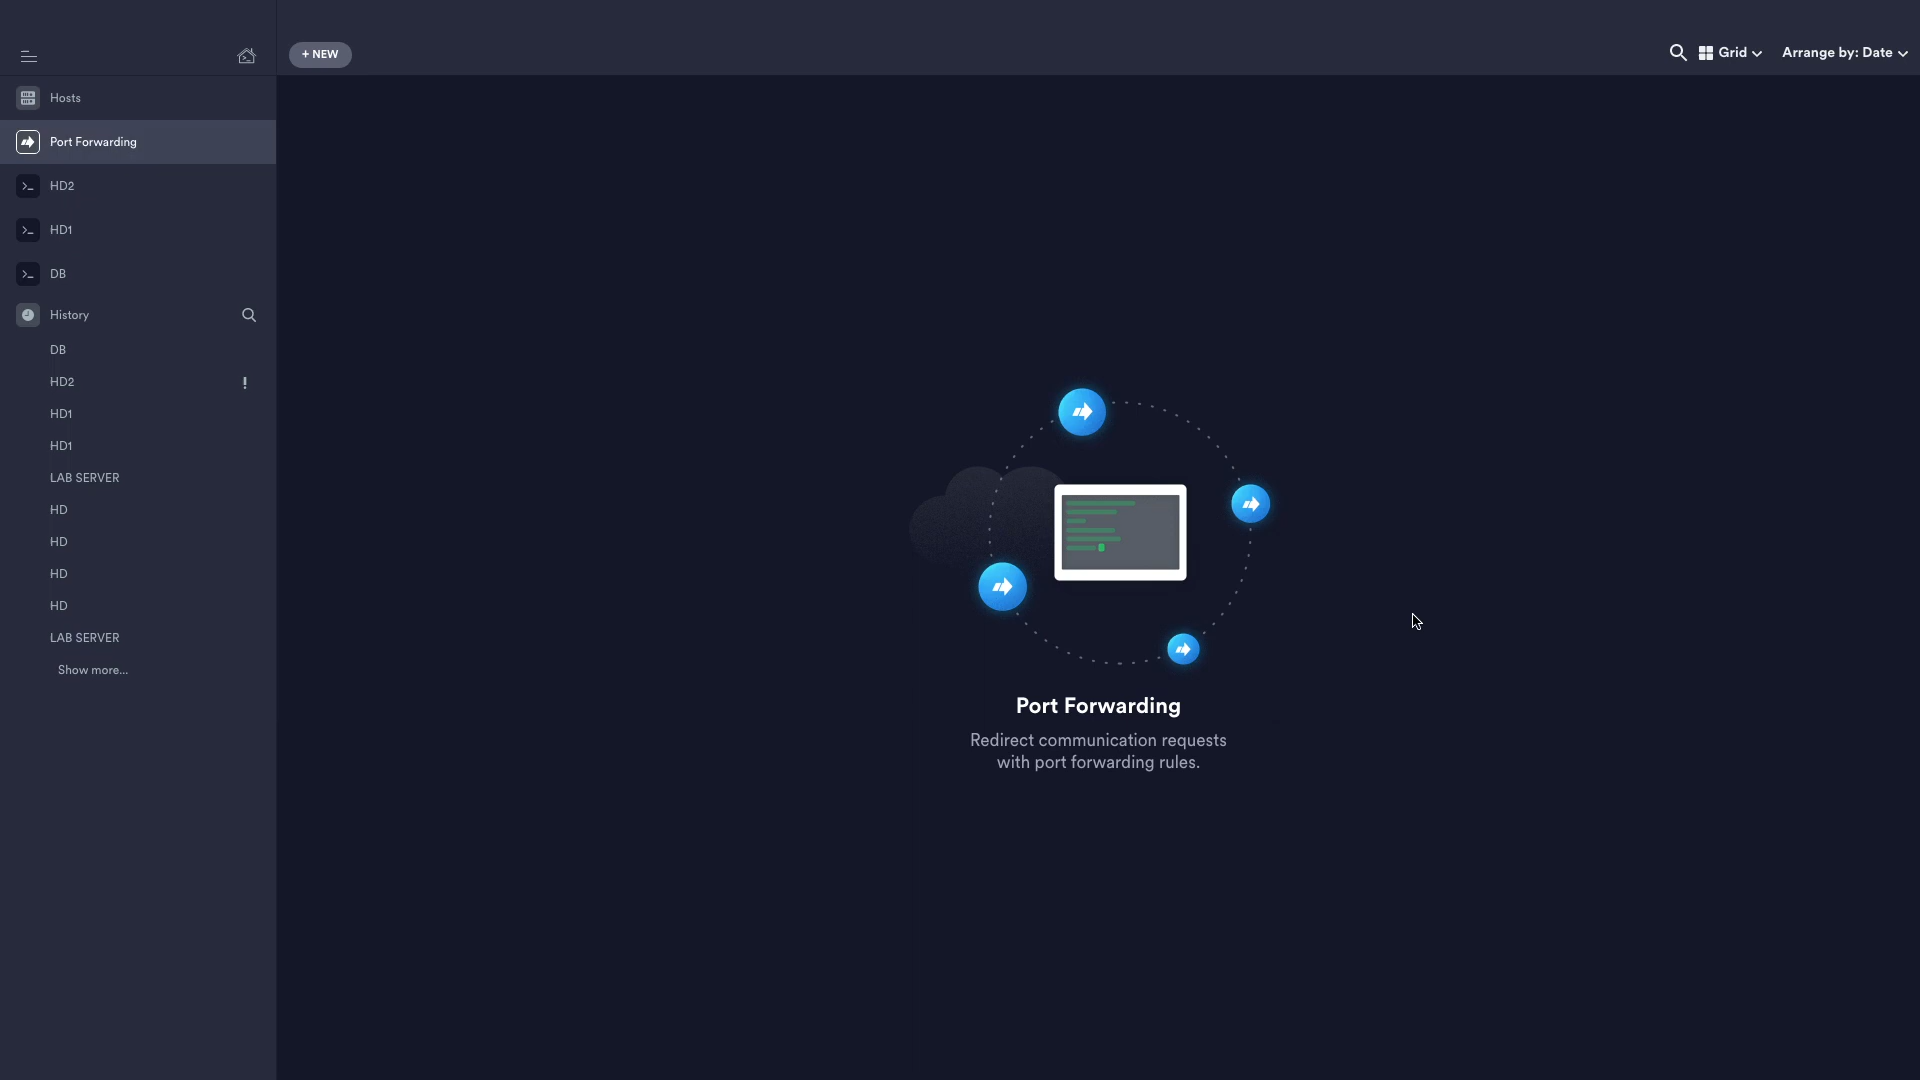 + NEW
Grid
Arrange by: Date
Hosts
Port Forwarding
HD2
HD1
DB
History
DB
HD2
HD1
HD1
LAB SERVER
HD
HD
HD
HD
LAB SERVER
Show more...
Port Forwarding
Redirect communication requests
with port forwarding rules.